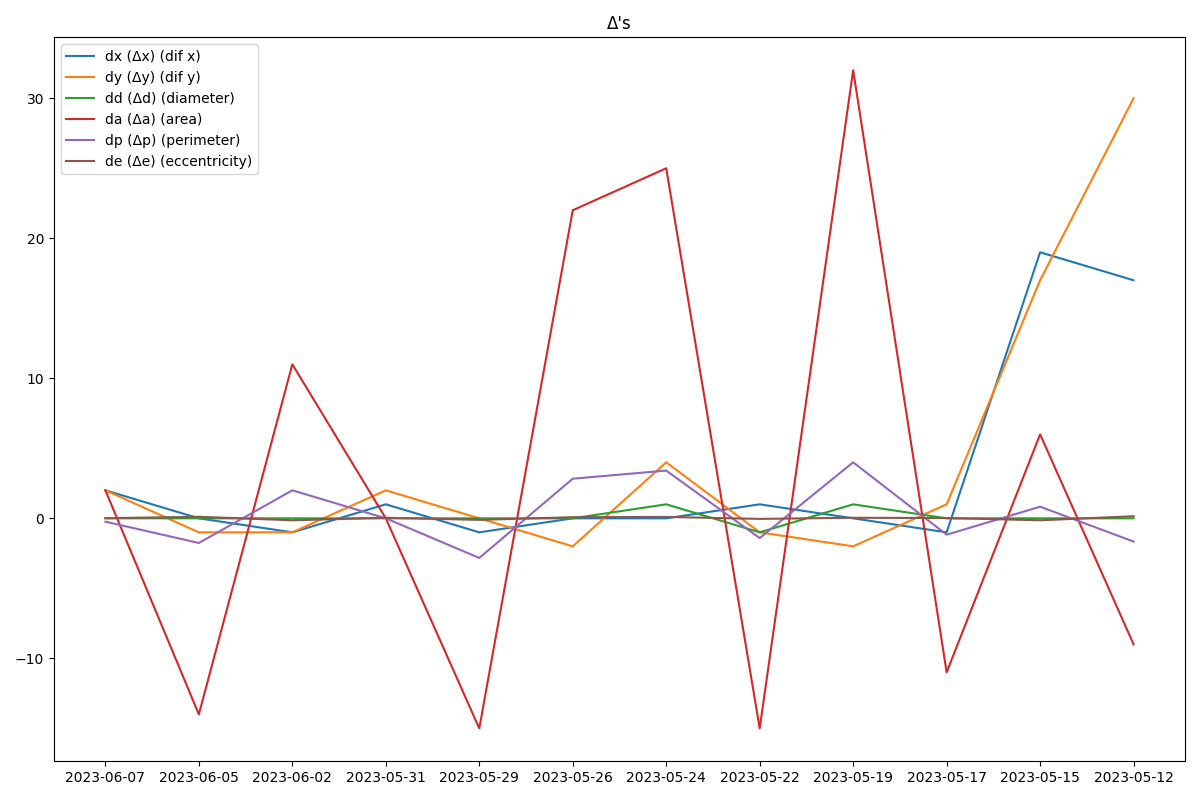 Δ's
dx (Δx) (dif x)
dy (Δy) (dif y)
dd (Δd) (diameter)
da (Δa) (area)
dp (Δp) (perimeter)
de (Δe) (eccentricity)
30
20
10
0
−10
2023-06-07 2023-06-05 2023-06-02 2023-05-31 2023-05-29 2023-05-26 2023-05-24 2023-05-22 2023-05-19 2023-05-17 2023-05-15 2023-05-12